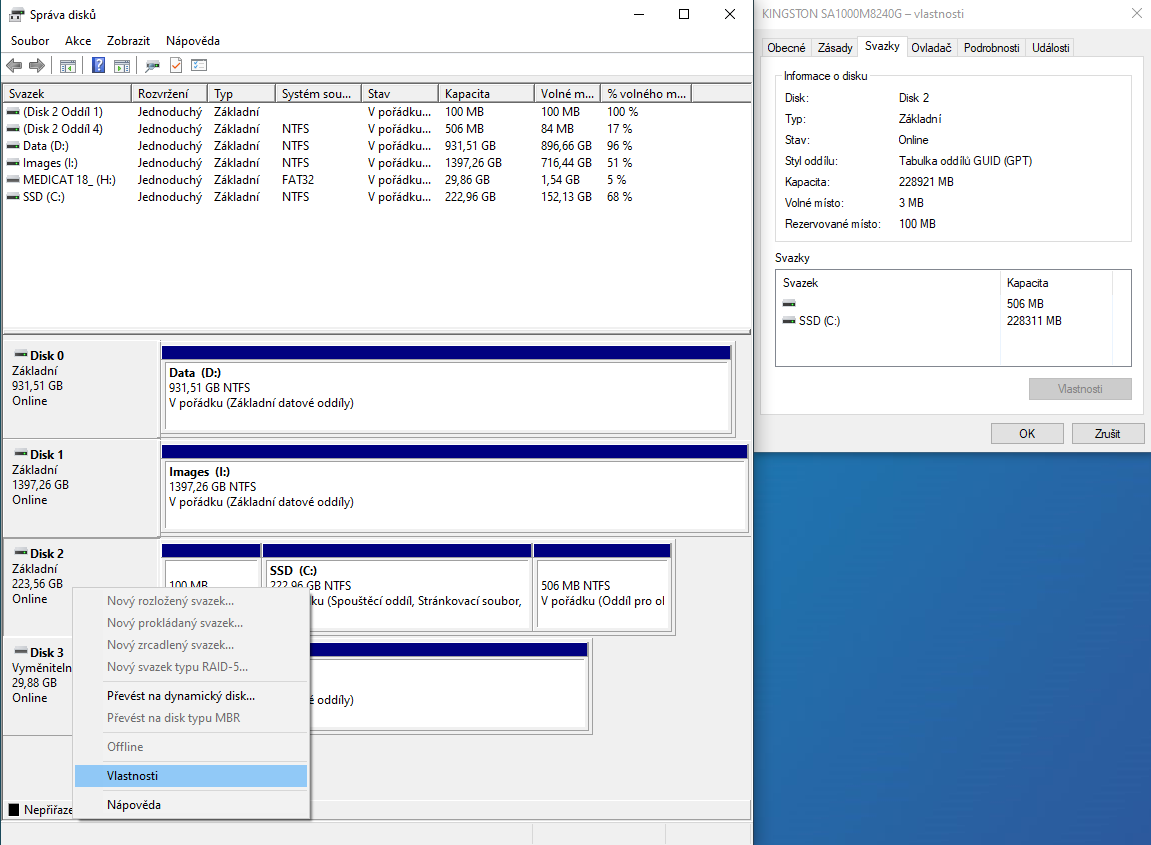 Správa disků
Soubor Akce Zobrazit Nápověda
Svazek Rozvržení Typ Systém sou... Stav Kapacita Volné m... % volného m...
(Disk 2 Oddíl 1) Jednoduchý Základní V pořádku... 100 MB 100 MB 100 %
(Disk 2 Oddíl 4) Jednoduchý Základní NTFS V pořádku... 506 MB 84 MB 17 %
Data (D:) Jednoduchý Základní NTFS V pořádku... 931,51 GB 896,66 GB 96 %
Images (I:) Jednoduchý Základní NTFS V pořádku... 1397,26 GB 716,44 GB 51 %
MEDICAT 18_ (H:) Jednoduchý Základní FAT32 V pořádku... 29,86 GB 1,54 GB 5 %
SSD (C:) Jednoduchý Základní NTFS V pořádku... 222,96 GB 152,13 GB 68 %
Disk 0
Základní
931,51 GB
Online
Data (D:)
931,51 GB NTFS
V pořádku (Základní datové oddíly)
Disk 1
Základní
1397,26 GB
Online
Images (I:)
1397,26 GB NTFS
V pořádku (Základní datové oddíly)
Disk 2
Základní
223,56 GB
Online
100 MB
SSD (C:)
222,96 GB NTFS
ku (Spouštěcí oddíl, Stránkovací soubor,
506 MB NTFS
V pořádku (Oddíl pro ol
Disk 3
Vyměniteln
29,88 GB
Online
é oddíly)
Nový rozložený svazek...
Nový prokládaný svazek...
Nový zrcadlený svazek...
Nový svazek typu RAID-5...
Převést na dynamický disk...
Převést na disk typu MBR
Offline
Vlastnosti
Nápověda
Nepřiřaze
KINGSTON SA1000M8240G – vlastnosti
Obecné Zásady Svazky Ovladač Podrobnosti Události
Informace o disku
Disk: Disk 2
Typ: Základní
Stav: Online
Styl oddílu: Tabulka oddílů GUID (GPT)
Kapacita: 228921 MB
Volné místo: 3 MB
Rezervované místo: 100 MB
Svazky
Svazek Kapacita
506 MB
SSD (C:) 228311 MB
Vlastnosti
OK Zrušit